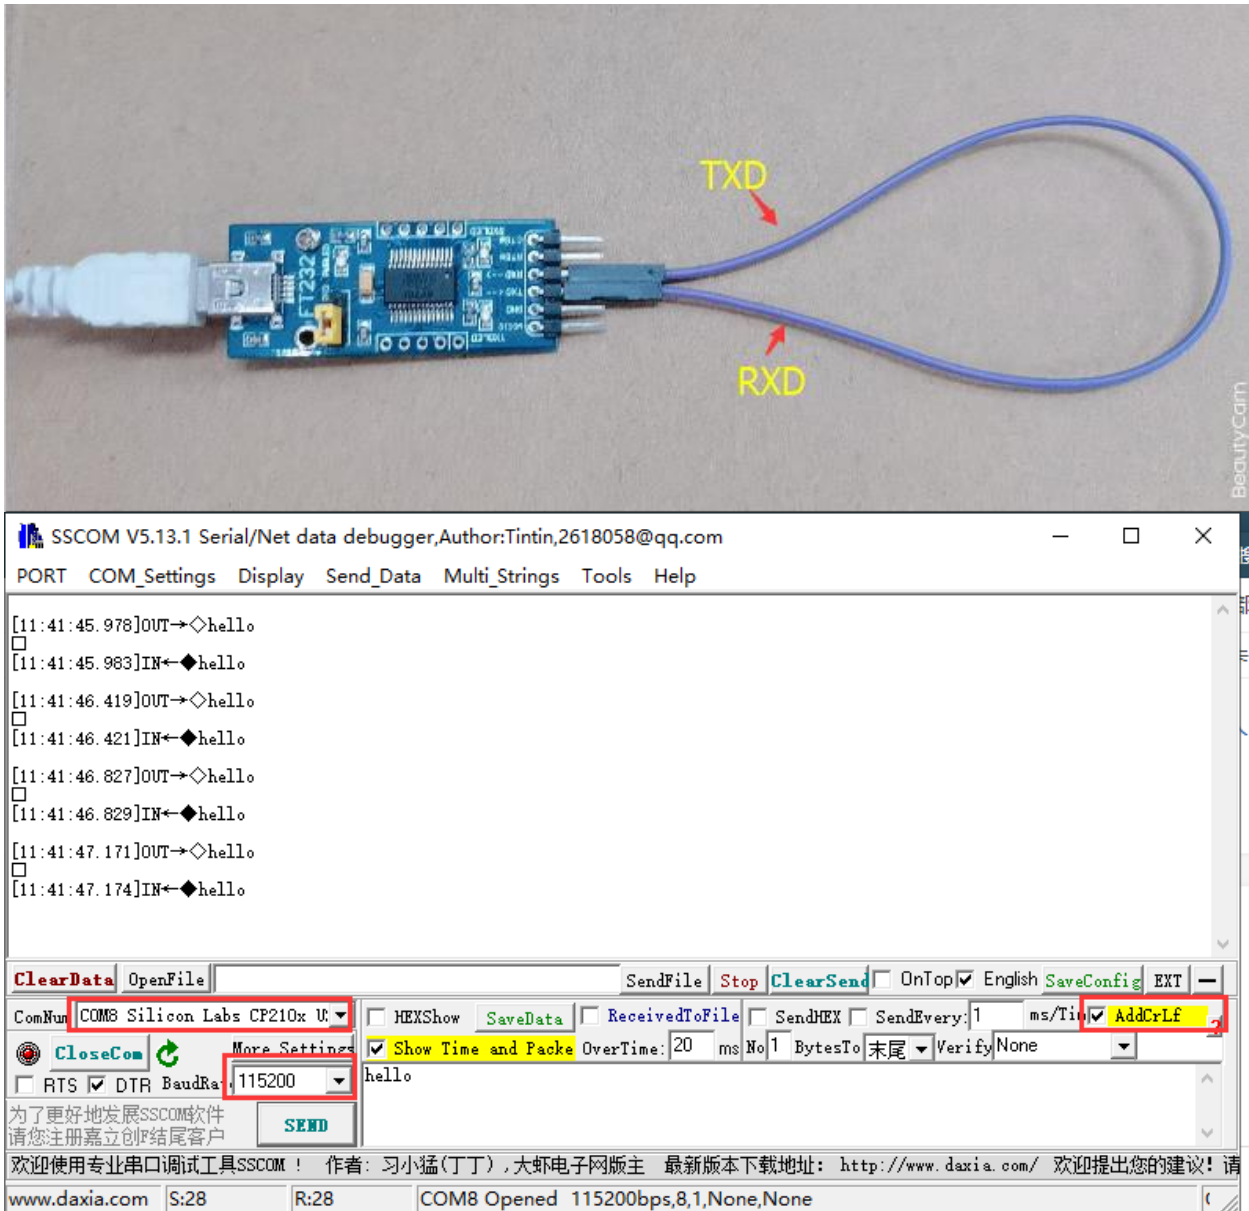 TXD
FT232
RXD
BeautyCam
SSCOM V5.13.1 Serial/Net data debugger,Author:Tintin,2618058@qq.com
PORT COM_Settings Display Send_Data Multi_Strings Tools Help
[11:41:45.978]OUT→◇hello
□
[11:41:45.983]IN←◆hello
[11:41:46.419]OUT→◇hello
□
[11:41:46.421]IN←◆hello
[11:41:46.827]OUT→◇hello
□
[11:41:46.829]IN←◆hello
[11:41:47.171]OUT→◇hello
□
[11:41:47.174]IN←◆hello
ClearData OpenFile SendFile Stop ClearSend OnTop English SaveConfig EXT
ComNum COM8 Silicon Labs CP210x HEXShow SaveData ReceivedToFile SendHEX SendEvery: 1 ms/Tim AddCrLf
CloseCom More Settings Show Time and Packe OverTime: 20 ms No 1 BytesTo 末尾 Verify None
RTS DTR BaudRa 115200 hello
为了更好地发展SSCOM软件
请您注册嘉立创F结尾客户
SEND
欢迎使用专业串口调试工具SSCOM ! 作者: 习小猛(丁丁),大虾电子网版主 最新版本下载地址: http://www.daxia.com/ 欢迎提出您的建议! 请
www.daxia.com S:28 R:28 COM8 Opened 115200bps,8,1,None,None